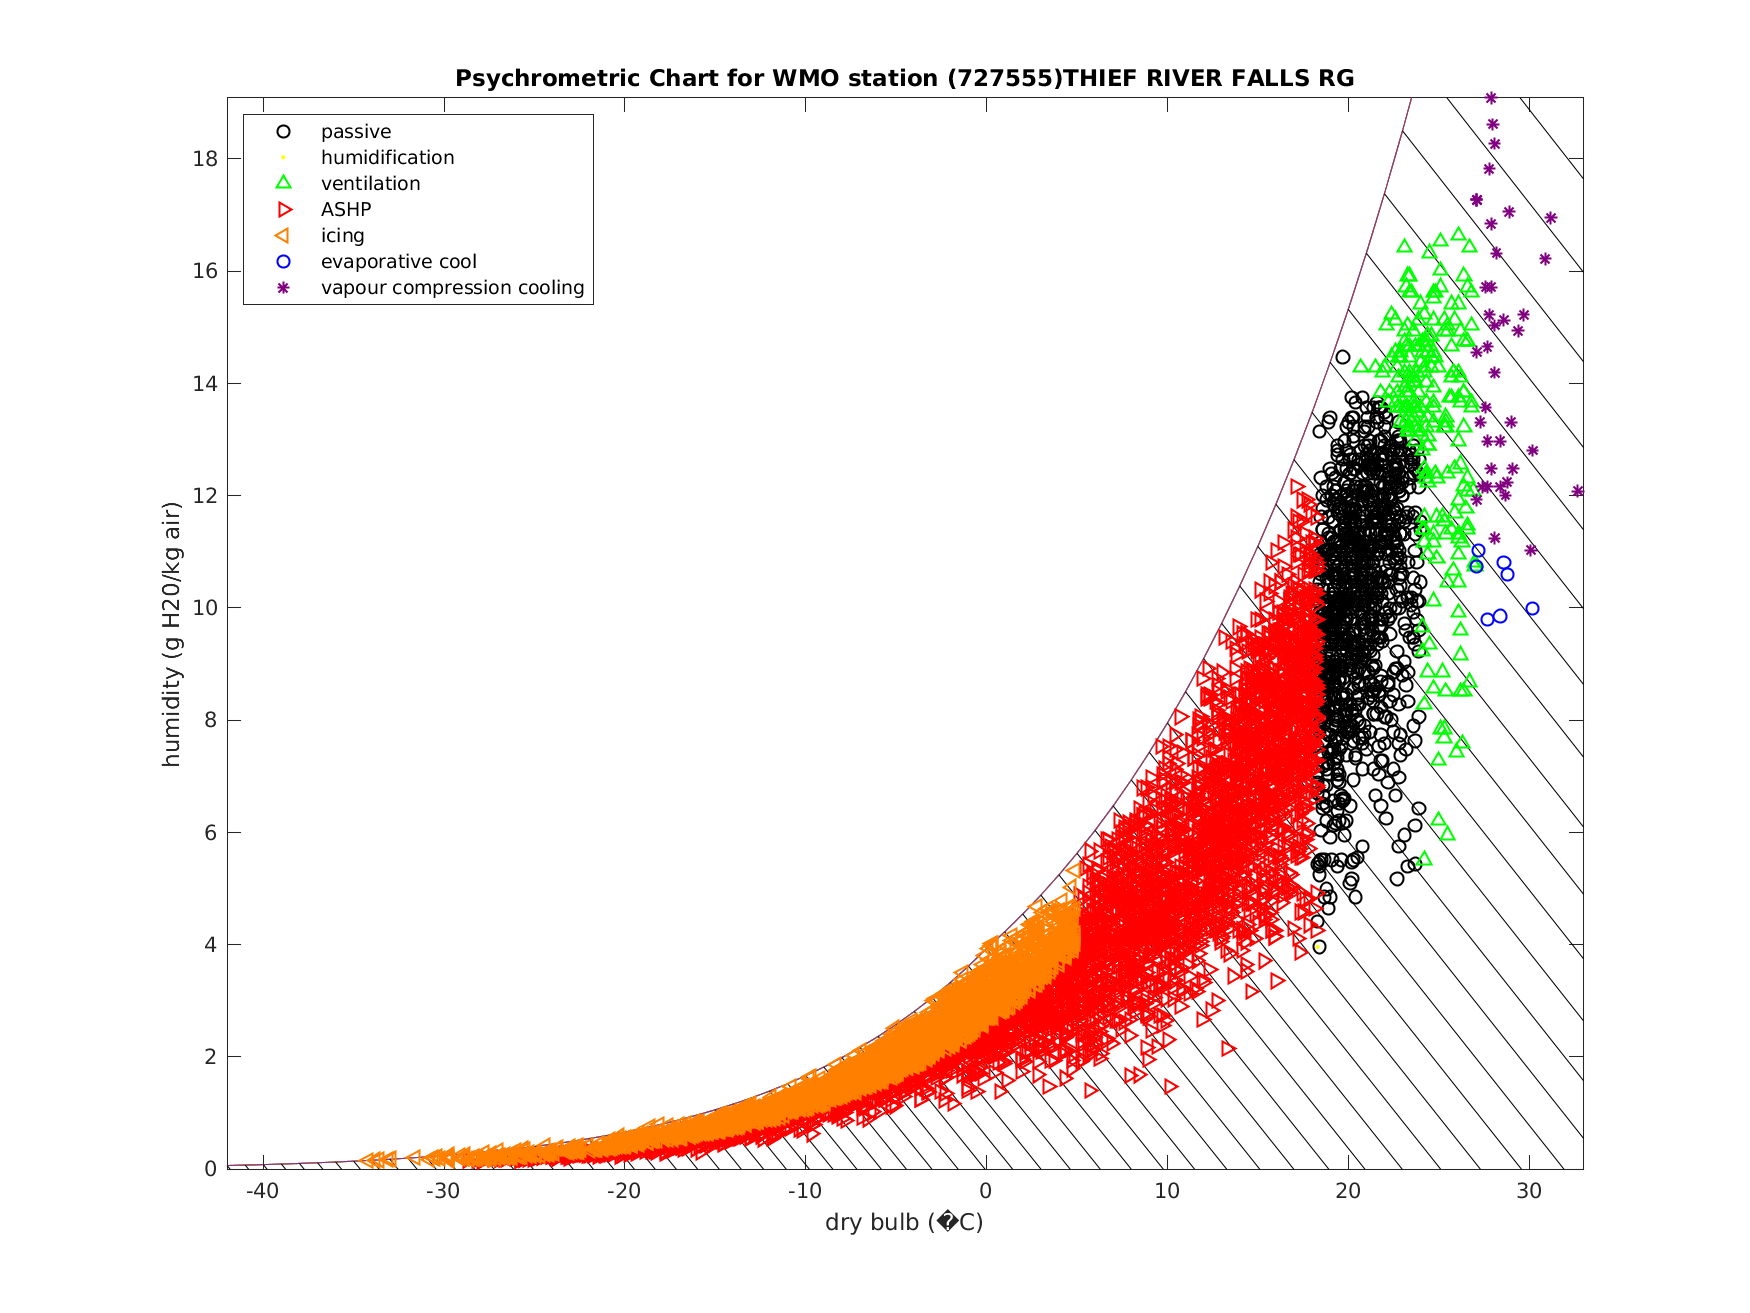 Psychrometric Chart for WMO station (727555)THIEF RIVER FALLS RG
passive
humidification
ventilation
ASHP
icing
evaporative cool
vapour compression cooling
18
16
14
12
10
8
6
4
2
0
humidity (g H20/kg air)
-40 -30 -20 -10 0 10 20 30
dry bulb (�C)